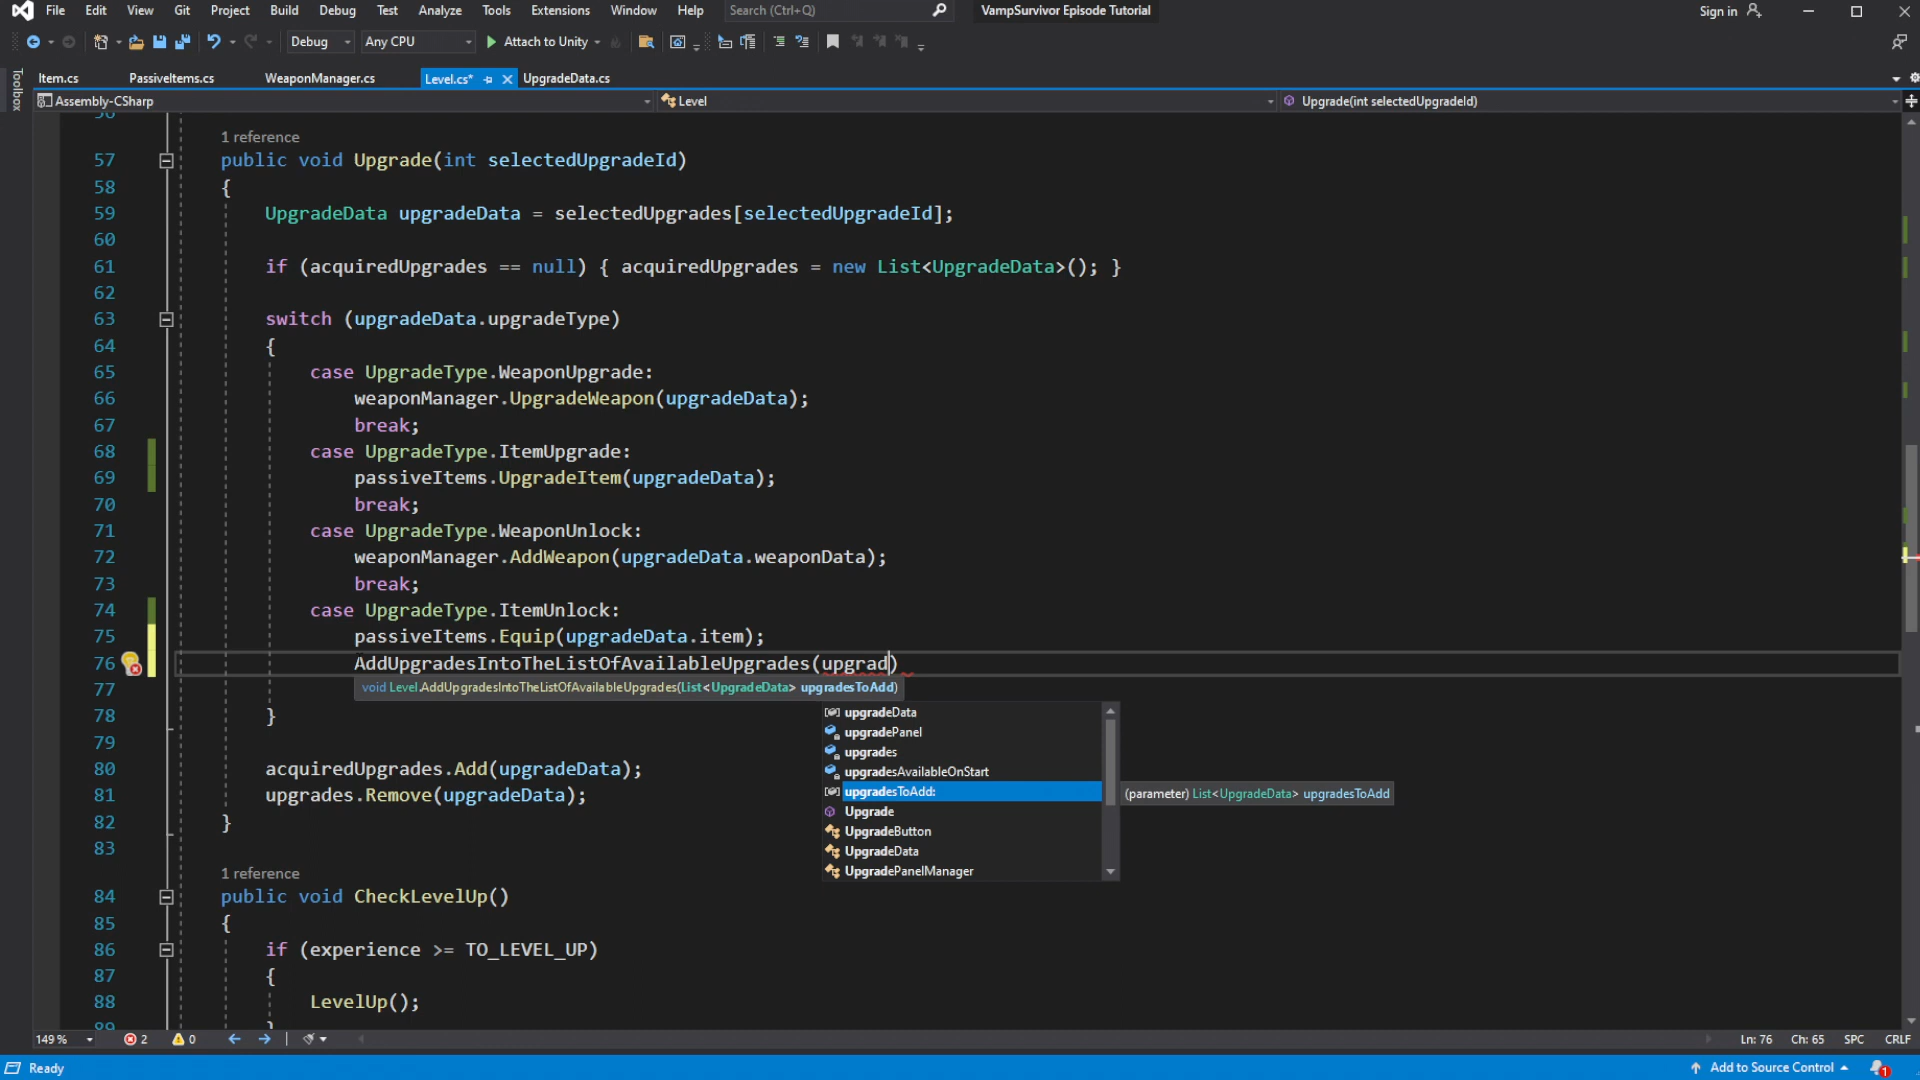 File Edit View Git Project Build Debug Test Analyze Tools Extensions Window Help Search (Ctrl+Q) VampSurvivor Episode Tutorial Sign in
Debug Any CPU Attach to Unity
Toolbox
Item.cs PassiveItems.cs WeaponManager.cs Level.cs* UpgradeData.cs
Assembly-CSharp Level Upgrade(int selectedUpgradeId)
56
1 reference
57 public void Upgrade(int selectedUpgradeId)
58 {
59 UpgradeData upgradeData = selectedUpgrades[selectedUpgradeId];
60
61 if (acquiredUpgrades == null) { acquiredUpgrades = new List<UpgradeData>(); }
62
63 switch (upgradeData.upgradeType)
64 {
65 case UpgradeType.WeaponUpgrade:
66 weaponManager.UpgradeWeapon(upgradeData);
67 break;
68 case UpgradeType.ItemUpgrade:
69 passiveItems.UpgradeItem(upgradeData);
70 break;
71 case UpgradeType.WeaponUnlock:
72 weaponManager.AddWeapon(upgradeData.weaponData);
73 break;
74 case UpgradeType.ItemUnlock:
75 passiveItems.Equip(upgradeData.item);
76 AddUpgradesIntoTheListOfAvailableUpgrades(upgrad)
77 void Level.AddUpgradesIntoTheListOfAvailableUpgrades(List<UpgradeData> upgradesToAdd)
78 }
upgradeData
upgradePanel
upgrades
upgradesAvailableOnStart
upgradesToAdd: (parameter) List<UpgradeData> upgradesToAdd
Upgrade
UpgradeButton
UpgradeData
UpgradePanelManager
79
80 acquiredUpgrades.Add(upgradeData);
81 upgrades.Remove(upgradeData);
82 }
83
1 reference
84 public void CheckLevelUp()
85 {
86 if (experience >= TO_LEVEL_UP)
87 {
88 LevelUp();
89 }
149 % 2 0 Ln: 76 Ch: 65 SPC CRLF
Ready Add to Source Control 1